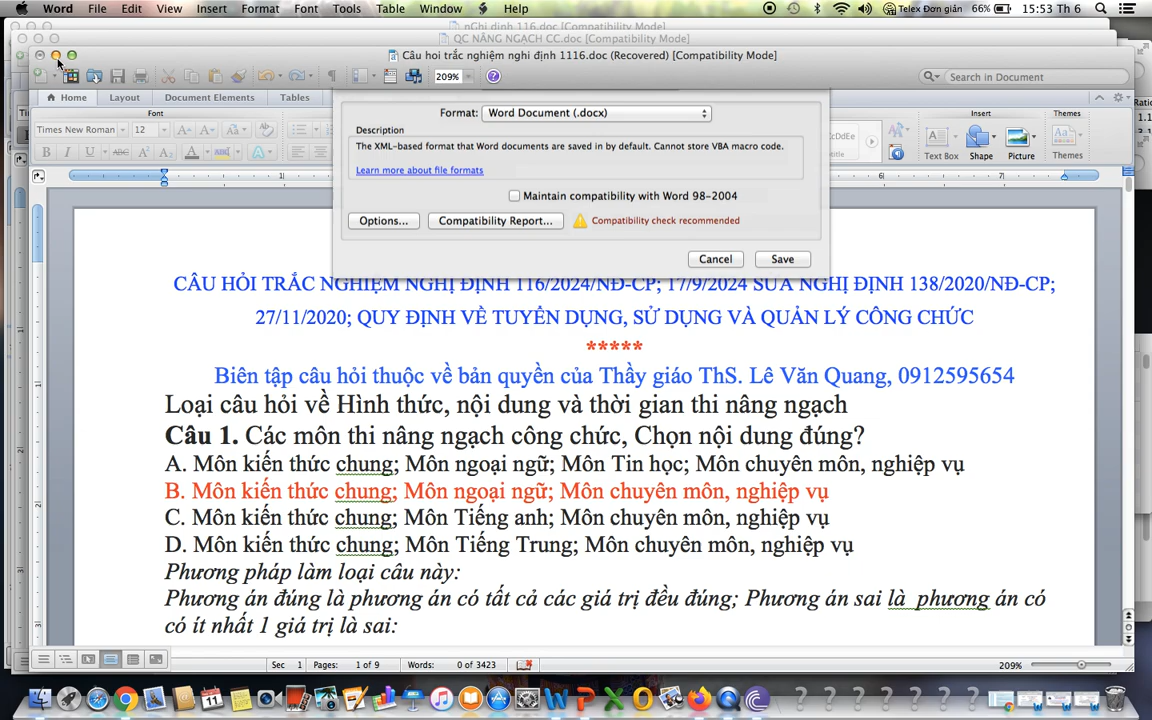 Word File Edit View Insert Format Font Tools Table Window Help Telex Đơn giản 66% 15:53 Th 6
nGhị định 116.doc [Compatibility Mode]
QC NÂNG NGẠCH CC.doc [Compatibility Mode]
Câu hỏi trắc nghiệm nghi định 1116.doc (Recovered) [Compatibility Mode]
209% Search in Document
Home Layout Document Elements Tables
Font Insert Themes
Times New Roman 12
Text Box Shape Picture Themes
Format: Word Document (.docx)
Description
The XML-based format that Word documents are saved in by default. Cannot store VBA macro code.
Learn more about file formats
Maintain compatibility with Word 98-2004
Options... Compatibility Report... Compatibility check recommended
Cancel Save
CÂU HỎI TRẮC NGHIỆM NGHỊ ĐỊNH 116/2024/NĐ-CP; 17/9/2024 SỬA NGHỊ ĐỊNH 138/2020/NĐ-CP;
27/11/2020; QUY ĐỊNH VỀ TUYỂN DỤNG, SỬ DỤNG VÀ QUẢN LÝ CÔNG CHỨC
*****
Biên tập câu hỏi thuộc về bản quyền của Thầy giáo ThS. Lê Văn Quang, 0912595654
Loại câu hỏi về Hình thức, nội dung và thời gian thi nâng ngạch
Câu 1. Các môn thi nâng ngạch công chức, Chọn nội dung đúng?
A. Môn kiến thức chung; Môn ngoại ngữ; Môn Tin học; Môn chuyên môn, nghiệp vụ
B. Môn kiến thức chung; Môn ngoại ngữ; Môn chuyên môn, nghiệp vụ
C. Môn kiến thức chung; Môn Tiếng anh; Môn chuyên môn, nghiệp vụ
D. Môn kiến thức chung; Môn Tiếng Trung; Môn chuyên môn, nghiệp vụ
Phương pháp làm loại câu này:
Phương án đúng là phương án có tất cả các giá trị đều đúng; Phương án sai là phương án có
có ít nhất 1 giá trị là sai:
Sec 1 Pages: 1 of 9 Words: 0 of 3423 209%